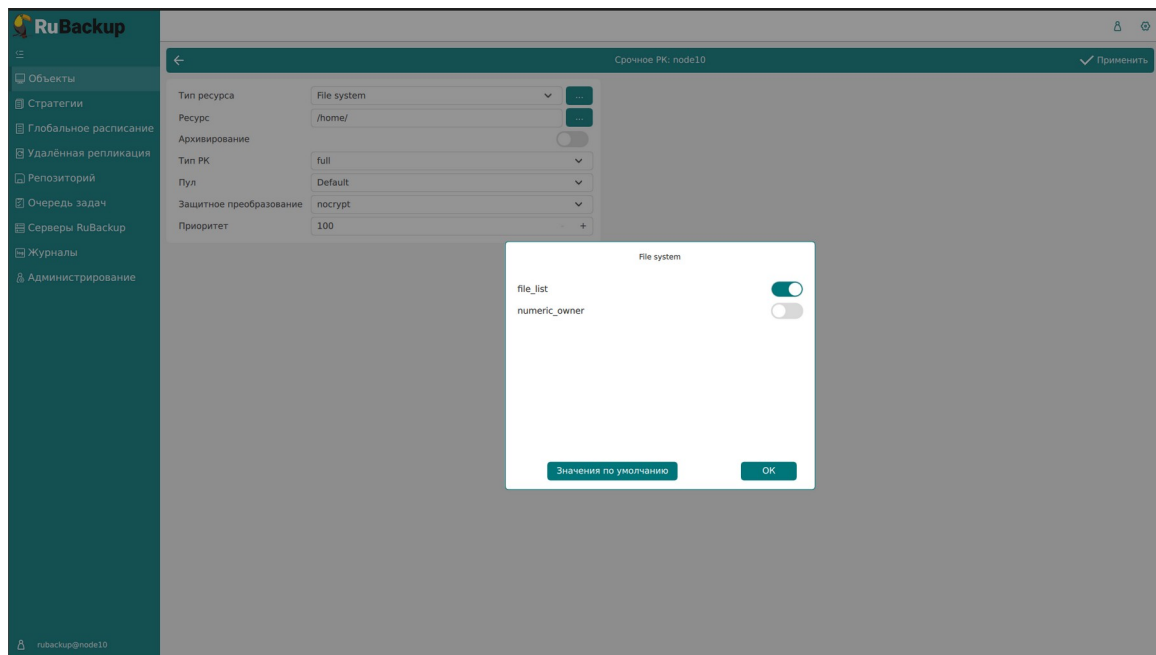 RuBackup
Срочное РК: node10
Применить
Объекты
Стратегии
Глобальное расписание
Удалённая репликация
Репозиторий
Очередь задач
Серверы RuBackup
Журналы
Администрирование
Тип ресурса File system ...
Ресурс /home/ ...
Архивирование
Тип РК full
Пул Default
Защитное преобразование nocrypt
Приоритет 100 - +
File system
file_list
numeric_owner
Значения по умолчанию OK
rubackup@node10